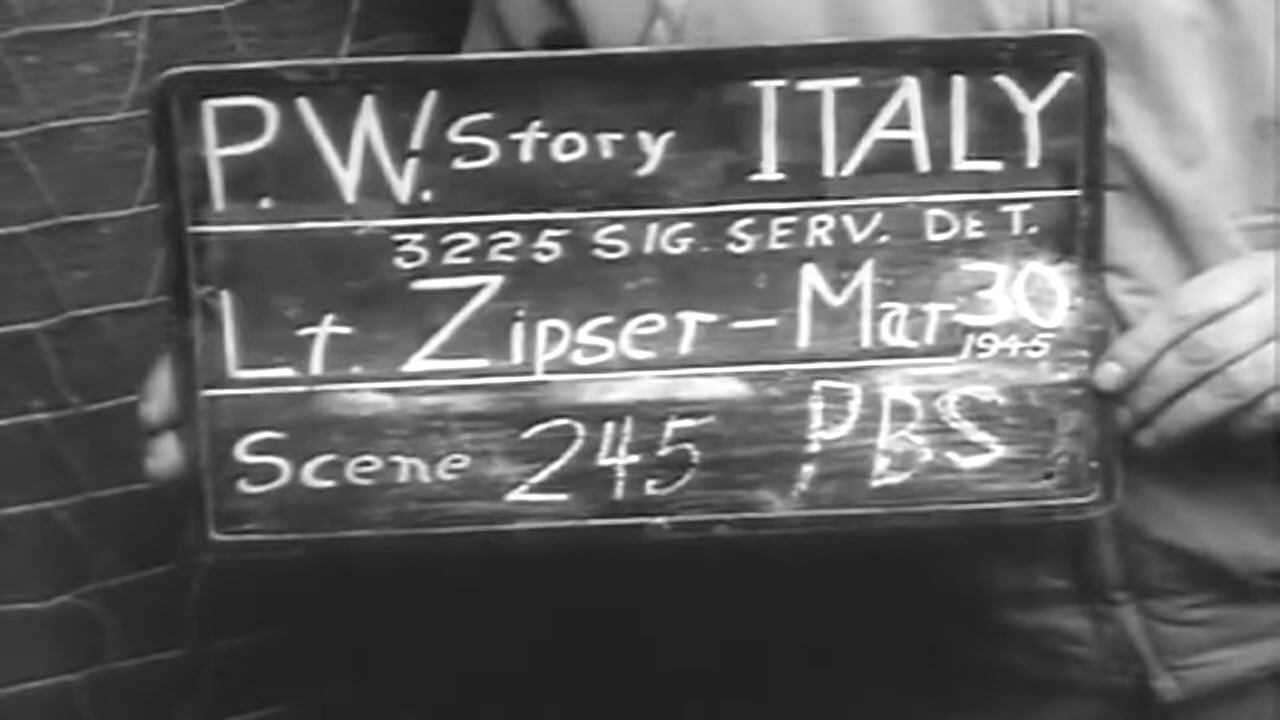 P.W. Story ITALY
3225 SIG. SERV. DET.
Lt. Zipser - Mar 30
1945
Scene 245 PBS